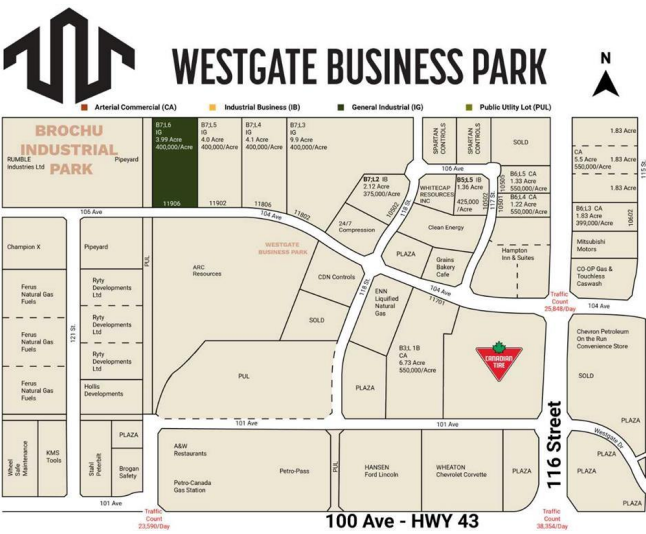 WESTGATE BUSINESS PARK
N
Arterial Commercial (CA)
Industrial Business (IB)
General Industrial (IG)
Public Utlity Lot (PUL)
BROCHU
INDUSTRIAL
PARK
RUMBLE
Industries Ltd
Pipeyard
B7;L6
IG
3.99 Acre
400,000/Acre
11906
B7;L5
IG
4.0 Acre
400,000/Acre
11902
B7;L4
IG
4.1 Acre
400,000/Acre
11806
B7;L3
IG
9.9 Acre
400,000/Acre
11802
SPARTAN
CONTROLS
SPARTAN
CONTROLS
SOLD
106 Ave
B7;L2 IB
2.12 Acre
375,000/Acre
10502
118 St.
WHITECAP
RESOURCES
INC
B5;L5 IB
1.36 Acre
425,000
/Acre
10502
117 St.
10501
10505
B6;L5 CA
1.33 Acre
550,000/Acre
B6;L4 CA
1.22 Acre
550,000/Acre
1.83 Acre
CA
5.5 Acre
550,000/Acre
1.83 Acre
1.83 Acre
115 St.
B6;L3 CA
1.83 Acre
399,000/Acre
10602
Mitsubishi
Motors
CO-OP Gas &
Touchless
Caswash
106 Ave
104 Ave
24/7
Compression
Clean Energy
WESTGATE
BUSINESS PARK
PLAZA
Grains
Bakery
Cafe
Hampton
Inn & Suites
Champion X
Pipeyard
PUL
ARC
Resources
CDN Controls
118 St.
ENN
Liquified
Natural
Gas
104 Ave
11701
Traffic
Count
25,848/Day
104 Ave
Ferus
Natural Gas
Fuels
Ryty
Developments
Ltd
121 St.
Ferus
Natural Gas
Fuels
Ryty
Developments
Ltd
SOLD
Ryty
Developments
Ltd
B3;L 1B
CA
6.73 Acre
550,000/Acre
CANADIAN
TIRE
Chevron Petroleum
On the Run
Convenience Store
SOLD
Ferus
Natural Gas
Fuels
Hollis
Developments
PUL
PLAZA
PLAZA
101 Ave
101 Ave
116 Street
Westgate Dr
Wheel
Safe
Maintenance
KMS
Tools
Stahl
Peterbilt
PLAZA
Brogan
Safety
A&W
Restaurants
Petro-Canada
Gas Station
Petro-Pass
PUL
HANSEN
Ford Lincoln
WHEATON
Chevrolet Corvette
PLAZA
PLAZA
PLAZA
PLAZA
101 Ave
Traffic
Count
23,590/Day
100 Ave - HWY 43
Traffic
Count
38,354/Day